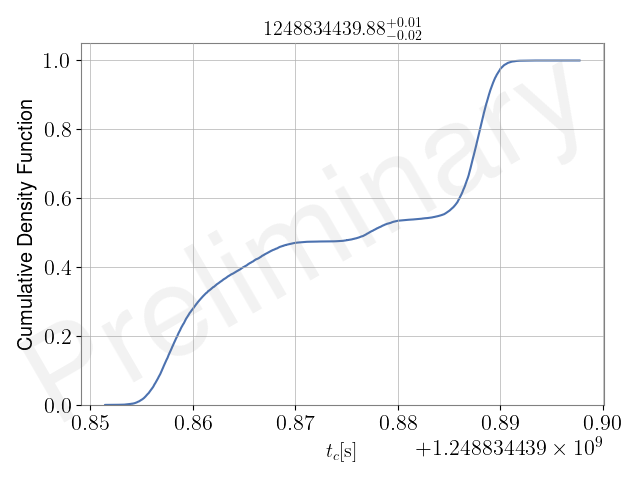 1248834439.88^{+0.01}_{-0.02}
1.0
0.8
0.6
0.4
0.2
0.0
Cumulative Density Function
Preliminary
0.85 0.86 0.87 0.88 0.89 0.90
t_c[s]
+1.248834439 × 10^9